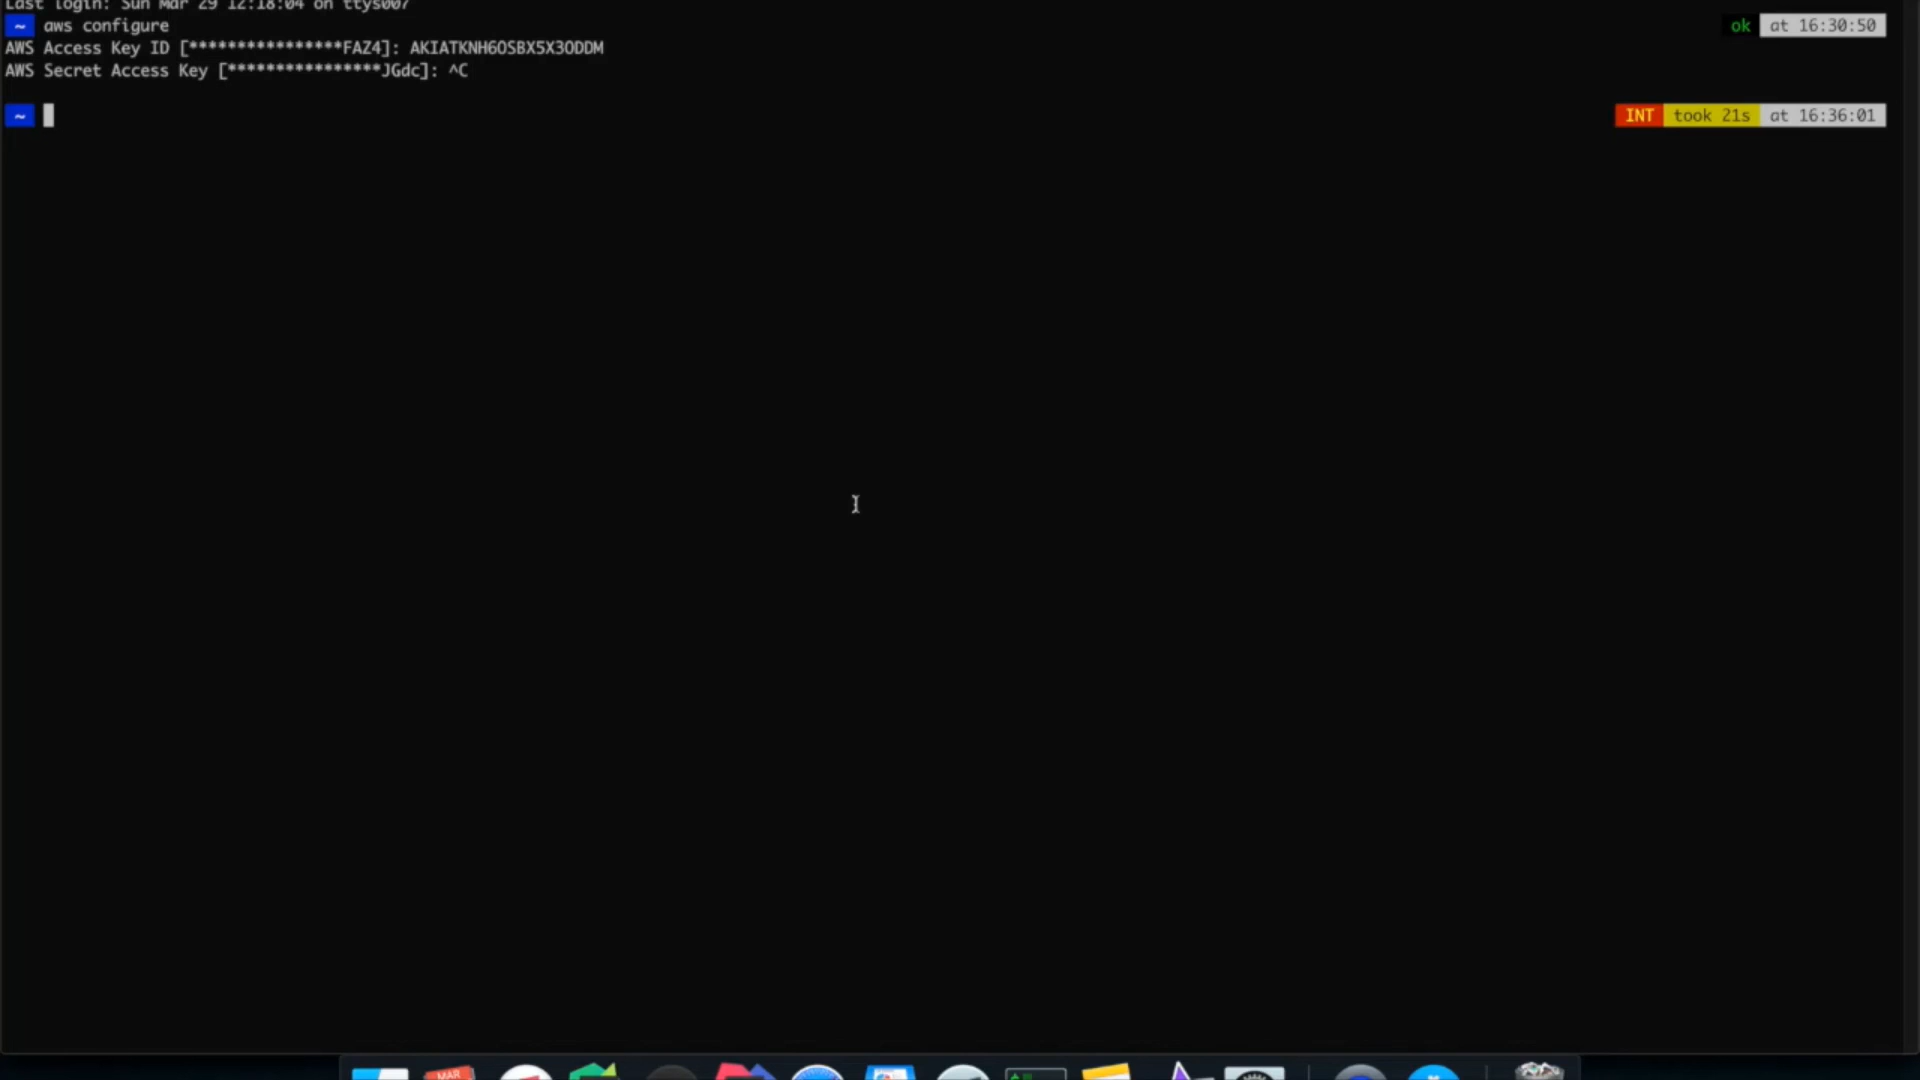 Last login: Sun Mar 29 12:18:04 on ttys007
~ aws configure ok at 16:30:50
AWS Access Key ID [****************FAZ4]: AKIATKNH6OSBX5X3ODDM
AWS Secret Access Key [****************JGdc]: ^C
~ INT took 21s at 16:36:01
MAR